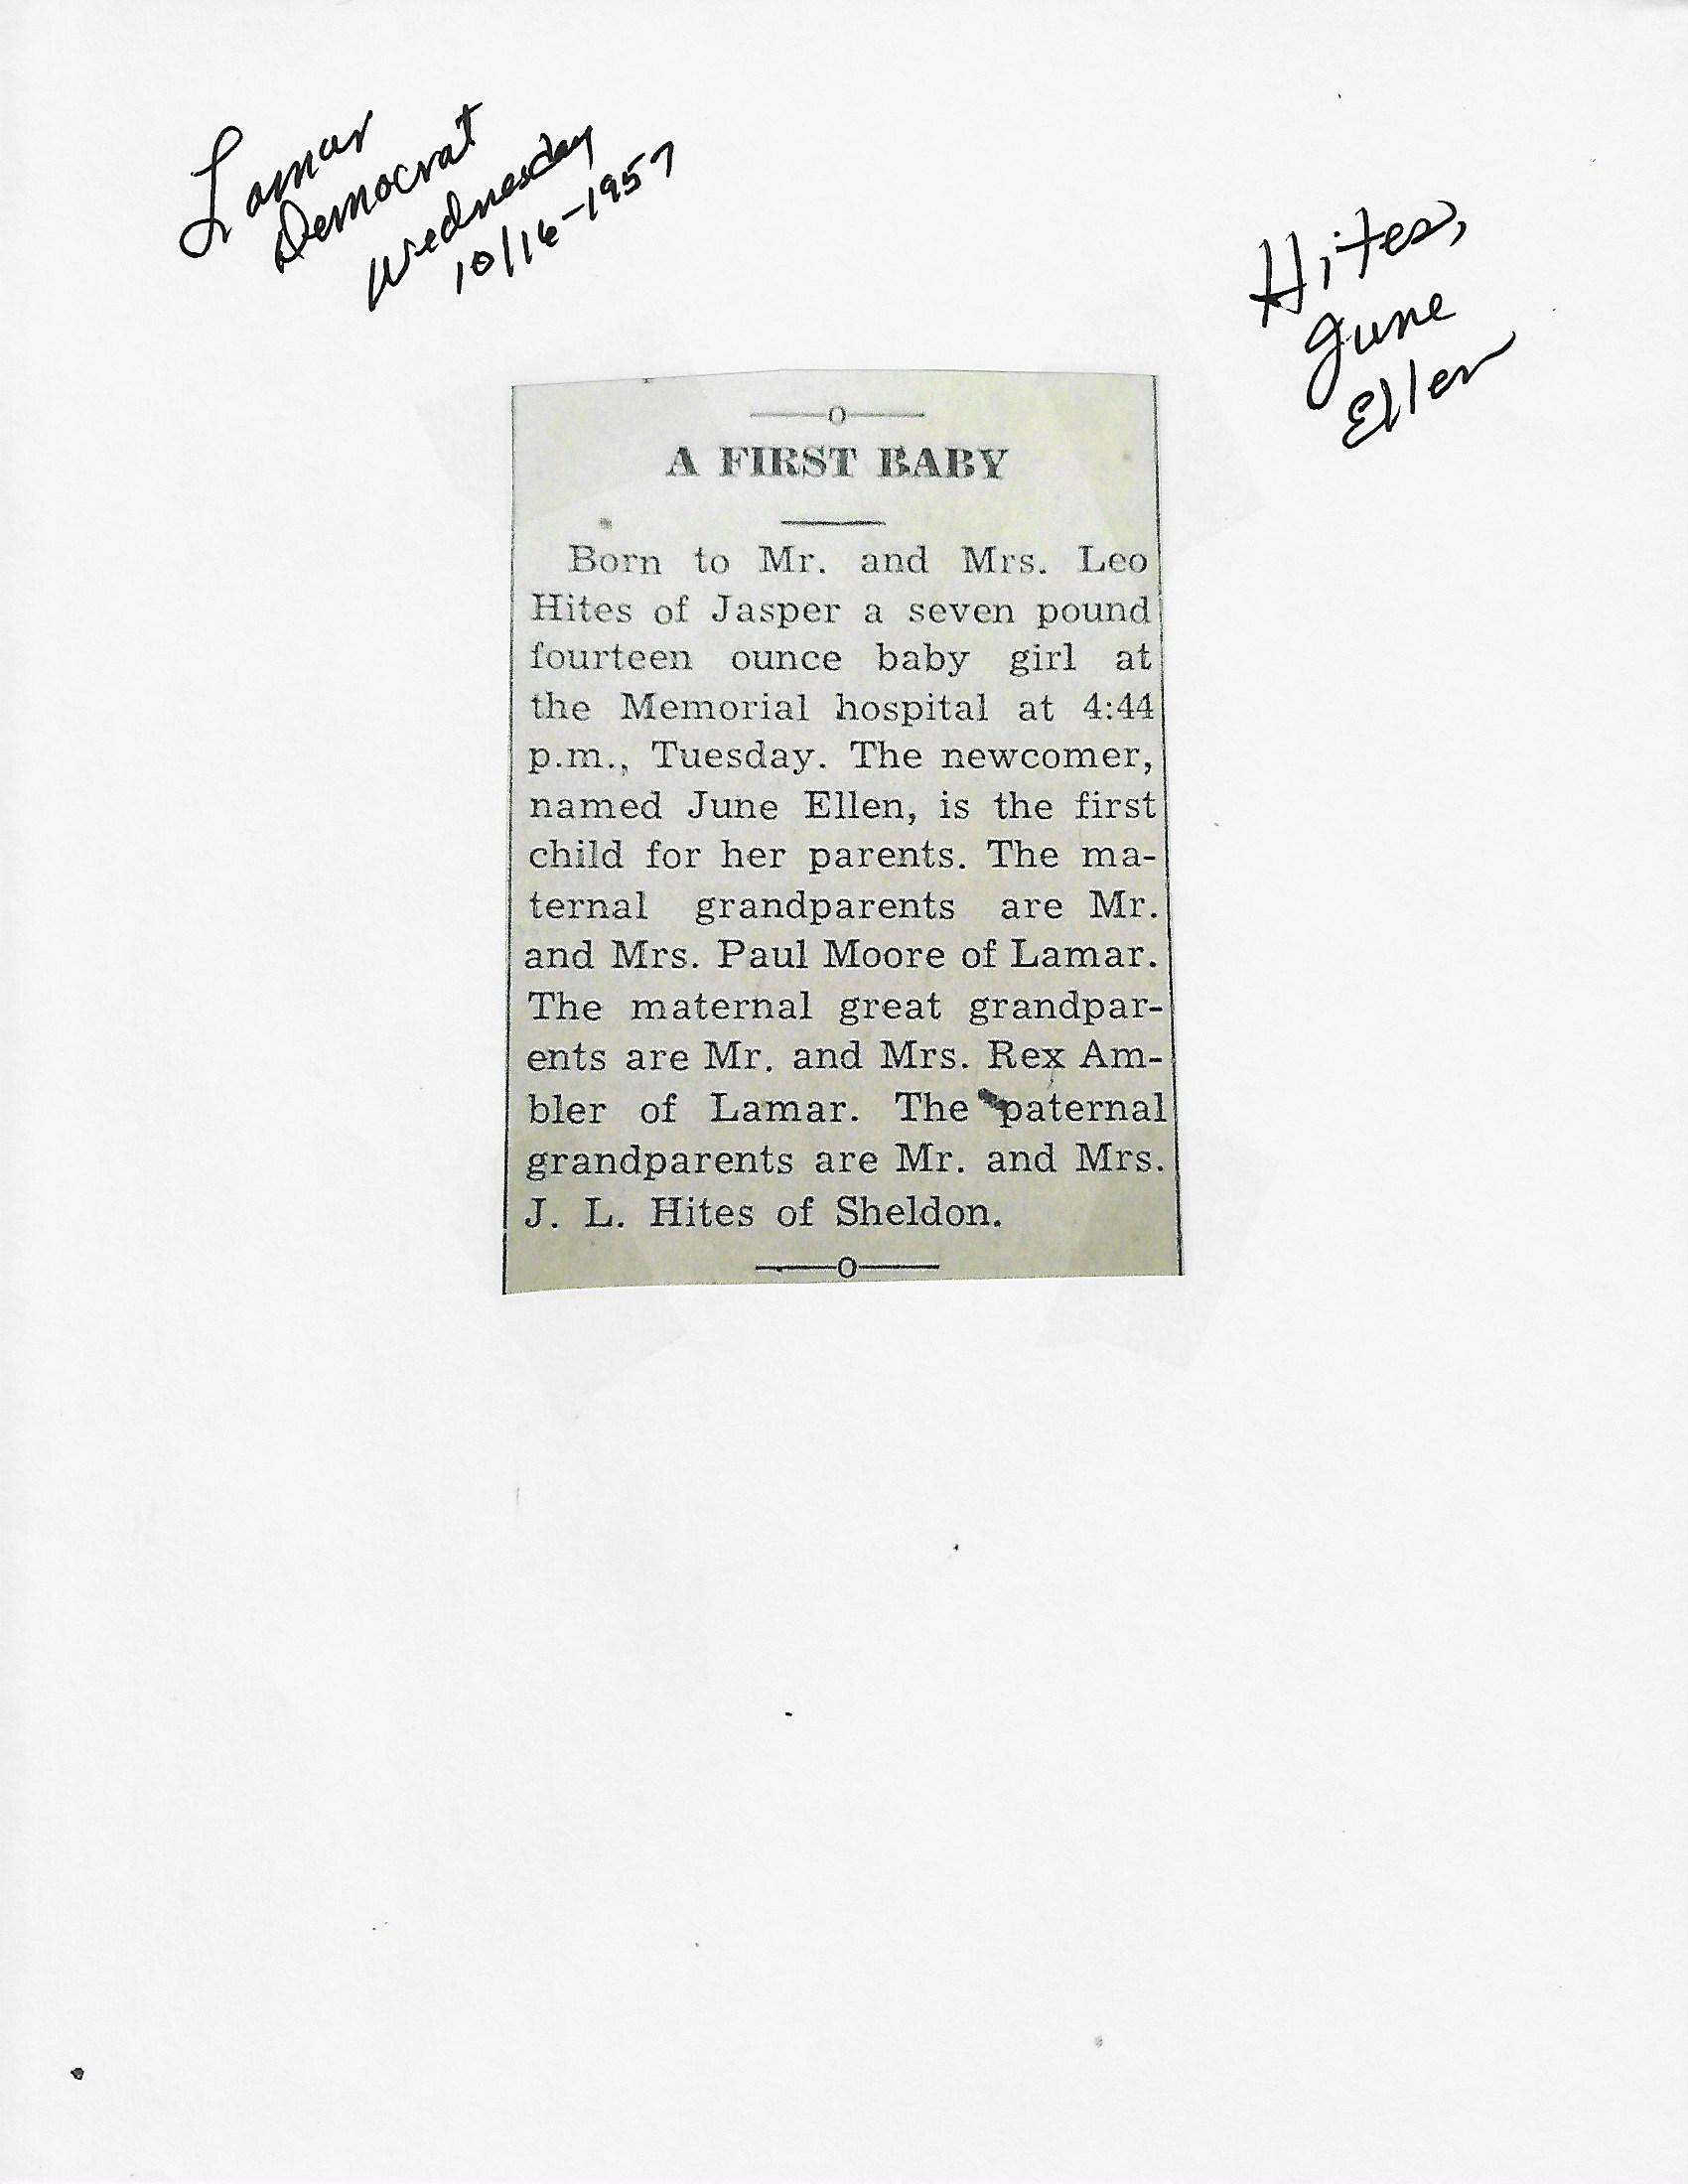 Lamar
Democrat
Wednesday
10/16-1957
Hites,
June
Ellen
A FIRST BABY
Born to Mr. and Mrs. Leo
Hites of Jasper a seven pound
fourteen ounce baby girl at
the Memorial hospital at 4:44
p.m., Tuesday. The newcomer,
named June Ellen, is the first
child for her parents. The ma-
ternal grandparents are Mr.
and Mrs. Paul Moore of Lamar.
The maternal great grandpar-
ents are Mr. and Mrs. Rex Am-
bler of Lamar. The paternal
grandparents are Mr. and Mrs.
J. L. Hites of Sheldon.